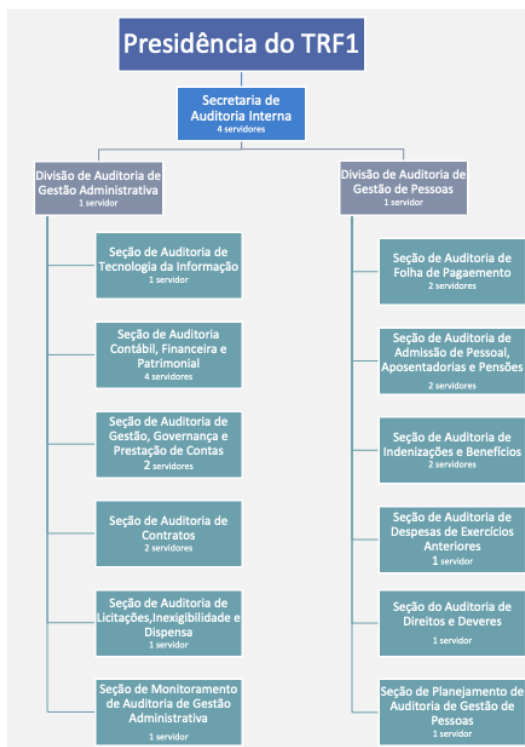 Presidência do TRF1
Secretaria de
Auditoria Interna
4 servidores
Divisão de Auditoria de
Gestão Administrativa
1 servidor
Seção de Auditoria de
Tecnologia da Informação
1 servidor
Seção de Auditoria
Contábil, Financeira e
Patrimonial
4 servidores
Seção de Auditoria de
Gestão, Governança e
Prestação de Contas
2 servidores
Seção de Auditoria de
Contratos
2 servidores
Seção de Auditoria de
Licitações,Inexigibilidade e
Dispensa
1 servidor
Seção de Monitoramento
de Auditoria de Gestão
Administrativa
1 servidor
Divisão de Auditoria de
Gestão de Pessoas
1 servidor
Seção de Auditoria de
Folha de Pagaemento
2 servidores
Seção de Auditoria de
Admissão de Pessoal,
Aposentadorias e Pensões
2 servidores
Seção de Auditoria de
Indenizações e Benefícios
2 servidores
Seção de Auditoria de
Despesas de Exercícios
Anteriores
1 servidor
Seção do Auditoria de
Direitos e Deveres
1 servidor
Seção de Planejamento de
Auditoria de Gestão de
Pessoas
1 servidor